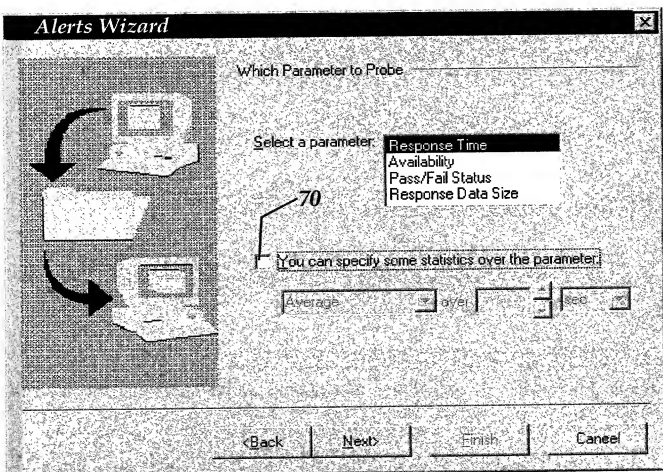 Alerts Wizard
Which Parameter to Probe
Select a parameter:
Response Time
Availability
Pass/Fail Status
Response Data Size
70
You can specify some statistics over the parameter.
Average over sec
<Back Next> Finish Cancel